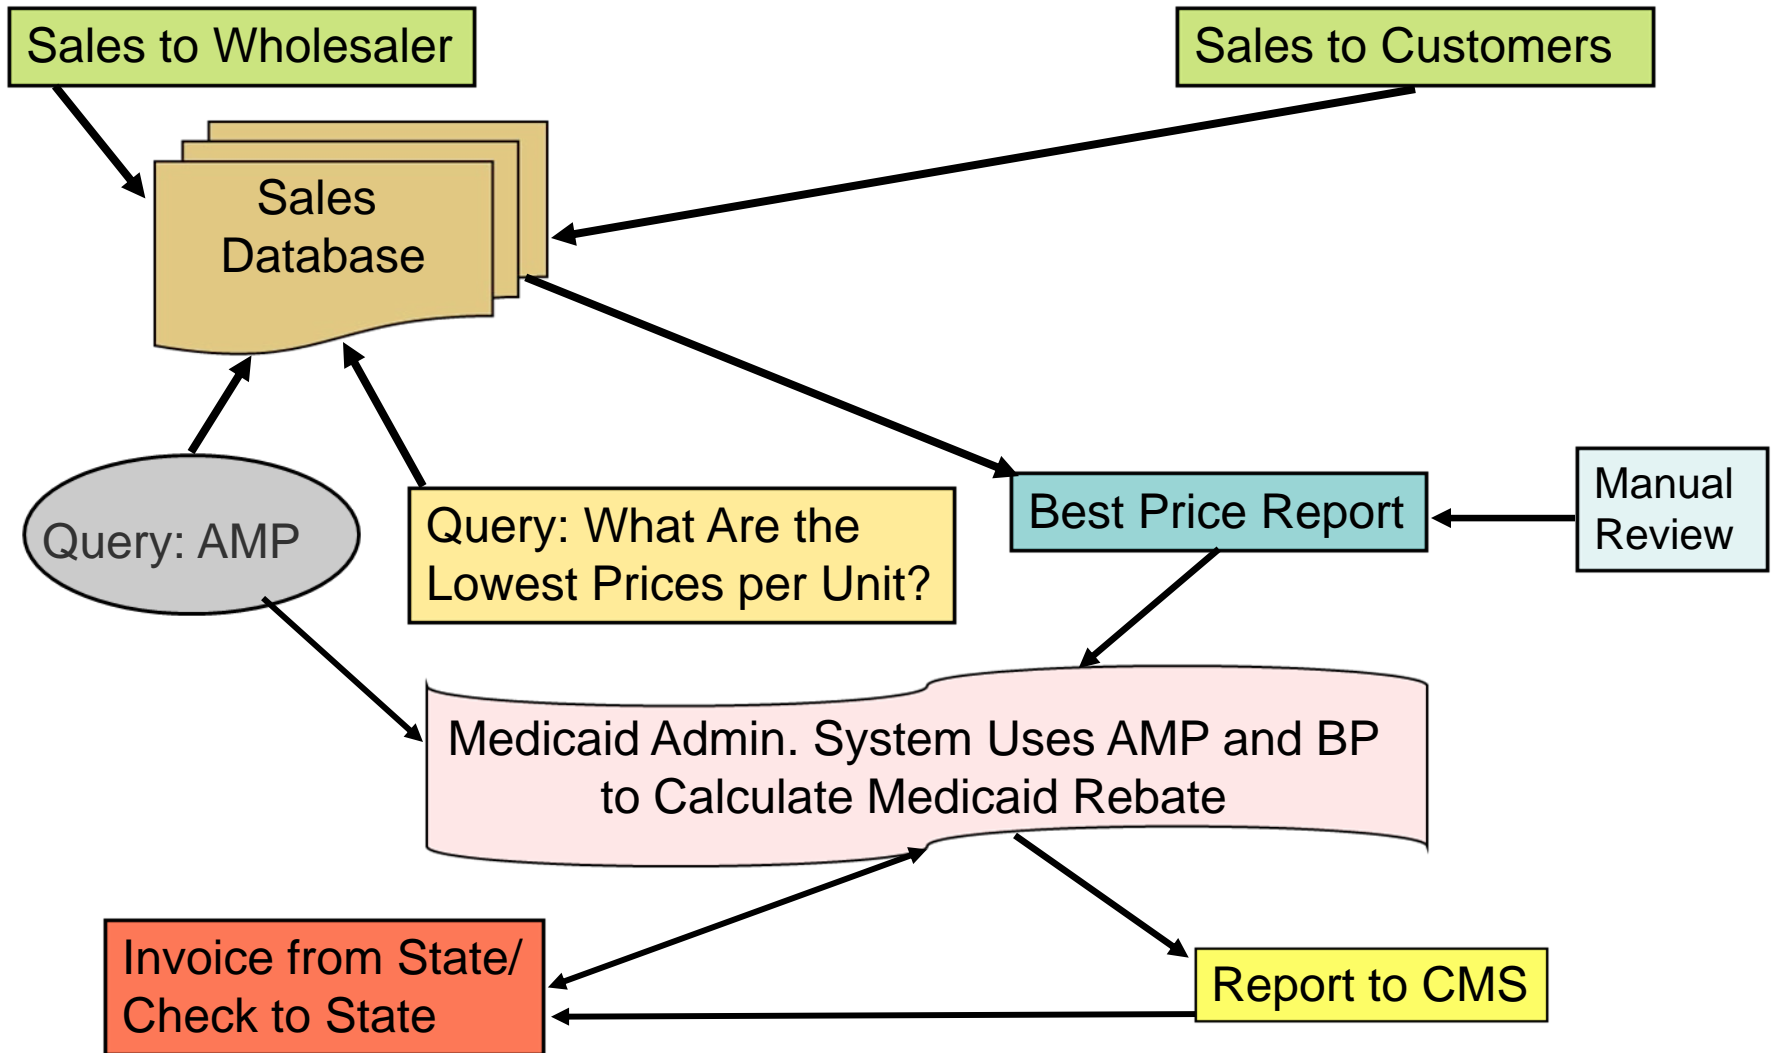 Sales to Wholesaler
Sales to Customers
Sales
Database
Query: AMP
Query: What Are the
Lowest Prices per Unit?
Best Price Report
Manual
Review
Medicaid Admin. System Uses AMP and BP
to Calculate Medicaid Rebate
Invoice from State/
Check to State
Report to CMS